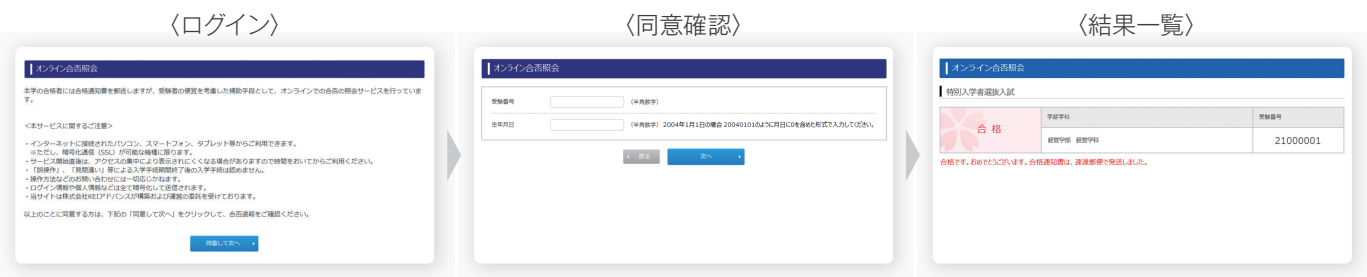 〈ログイン〉
オンライン合否照会
本学の合格者には合格通知書を郵送しますが、受験者の便宜を考慮した補助手段として、オンラインでの合否の照会サービスを行っていま
す。
<本サービスに関するご注意>
・インターネットに接続されたパソコン、スマートフォン、タブレット等からご利用できます。
※ただし、暗号化通信（SSL）が可能な機種に限ります。
・サービス開始直後は、アクセスの集中により表示されにくくなる場合がありますので時間をおいてからご利用ください。
・「誤操作」、「見間違い」等による入学手続期間終了後の入学手続は認めません。
・操作方法などのお問い合わせには一切応じかねます。
・ログイン情報や個人情報などは全て暗号化して送信されます。
・当サイトは株式会社KEIアドバンスが構築および運営の委託を受けております。
以上のことに同意する方は、下記の「同意して次へ」をクリックして、合否速報をご確認ください。
同意して次へ
〈同意確認〉
オンライン合否照会
受験番号 （半角数字）
生年月日 （半角数字） 2004年1月1日の場合 20040101のように月日に0を含めた形式で入力してください。
戻る 次へ
〈結果一覧〉
オンライン合否照会
特別入学者選抜入試
合格
学部学科 受験番号
経営学部 経営学科 21000001
合格です。おめでとうございます。合格通知書は、速達郵便で発送しました。